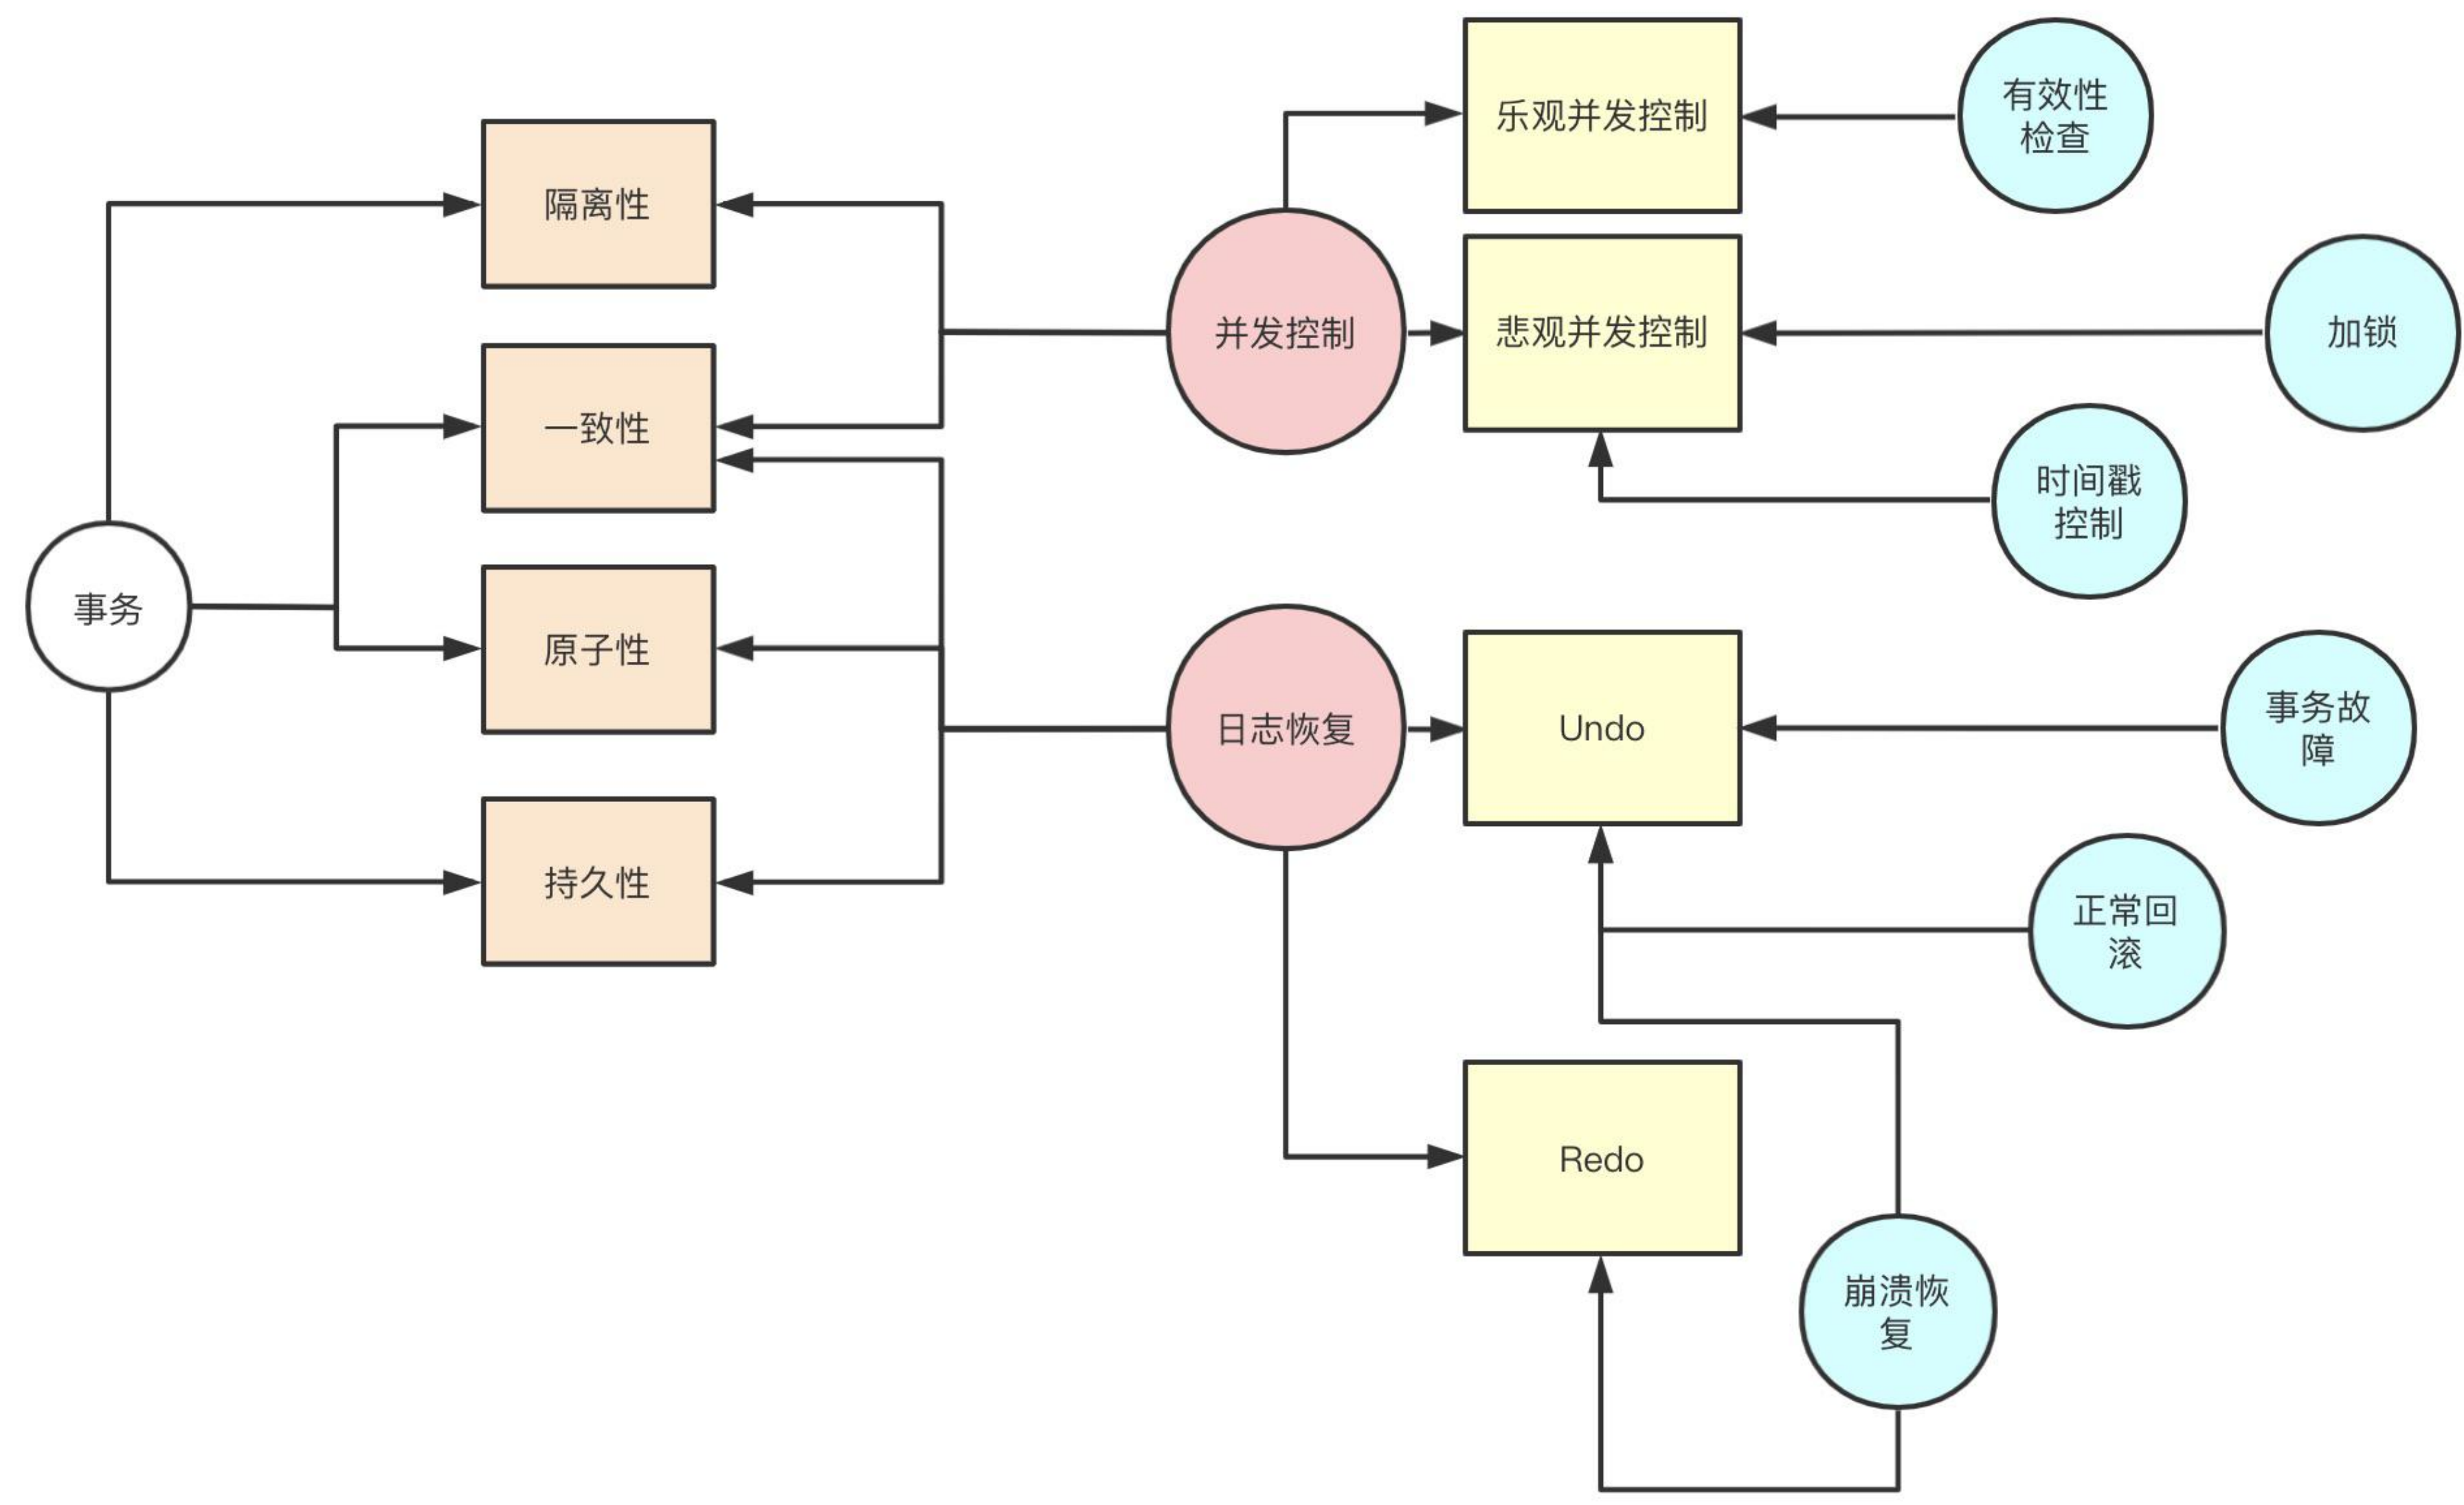 事务
隔离性
一致性
原子性
持久性
并发控制
日志恢复
乐观并发控制
悲观并发控制
Undo
Redo
有效性
检查
加锁
时间戳
控制
事务故
障
正常回
滚
崩溃恢
复